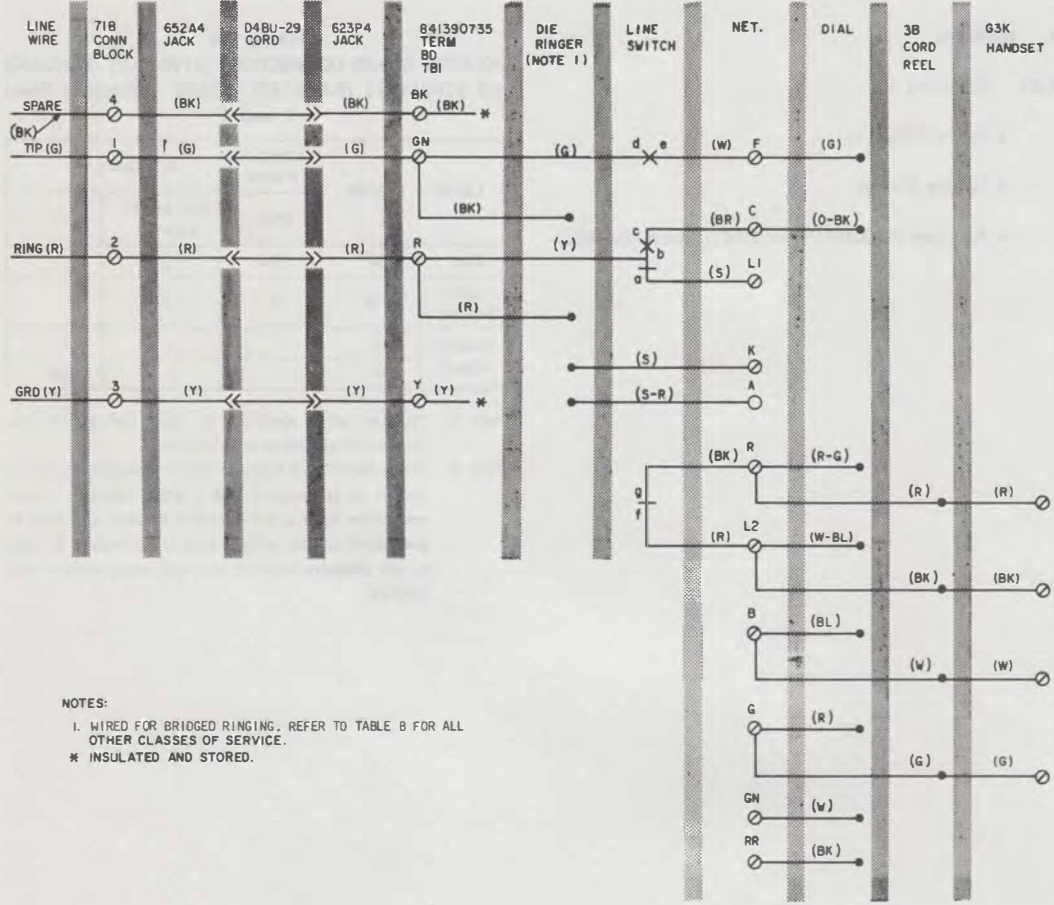 LINE WIRE
71B CONN BLOCK
652A4 JACK
D4BU-29 CORD
623P4 JACK
841390735 TERM BD TB1
DIE RINGER (NOTE 1)
LINE SWITCH
NET.
DIAL
3B CORD REEL
G3K HANDSET
SPARE 4 (BK) (BK) BK (BK) *
(BK)
TIP (G) 1 (G) (G) GN (G) d e (W) F (G)
(BK) (BR) C (O-BK)
RING (R) 2 (R) (R) R (Y) c b
a (S) L1
(R)
(S) K
GRD (Y) 3 (Y) (Y) Y (Y) * (S-R) A
(BK) R (R-G)
g (R) (R)
f
(R) L2 (W-BL)
(BK) (BK)
B (BL)
(W) (W)
G (R)
(G) (G)
GN (W)
RR (BK)
NOTES:
1. WIRED FOR BRIDGED RINGING, REFER TO TABLE B FOR ALL
OTHER CLASSES OF SERVICE.
* INSULATED AND STORED.